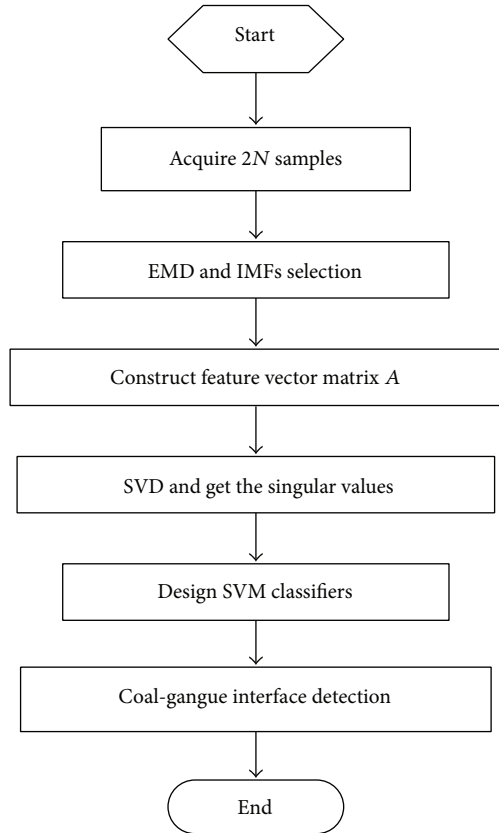 Start
Acquire 2N samples
EMD and IMFs selection
Construct feature vector matrix A
SVD and get the singular values
Design SVM classifiers
Coal-gangue interface detection
End